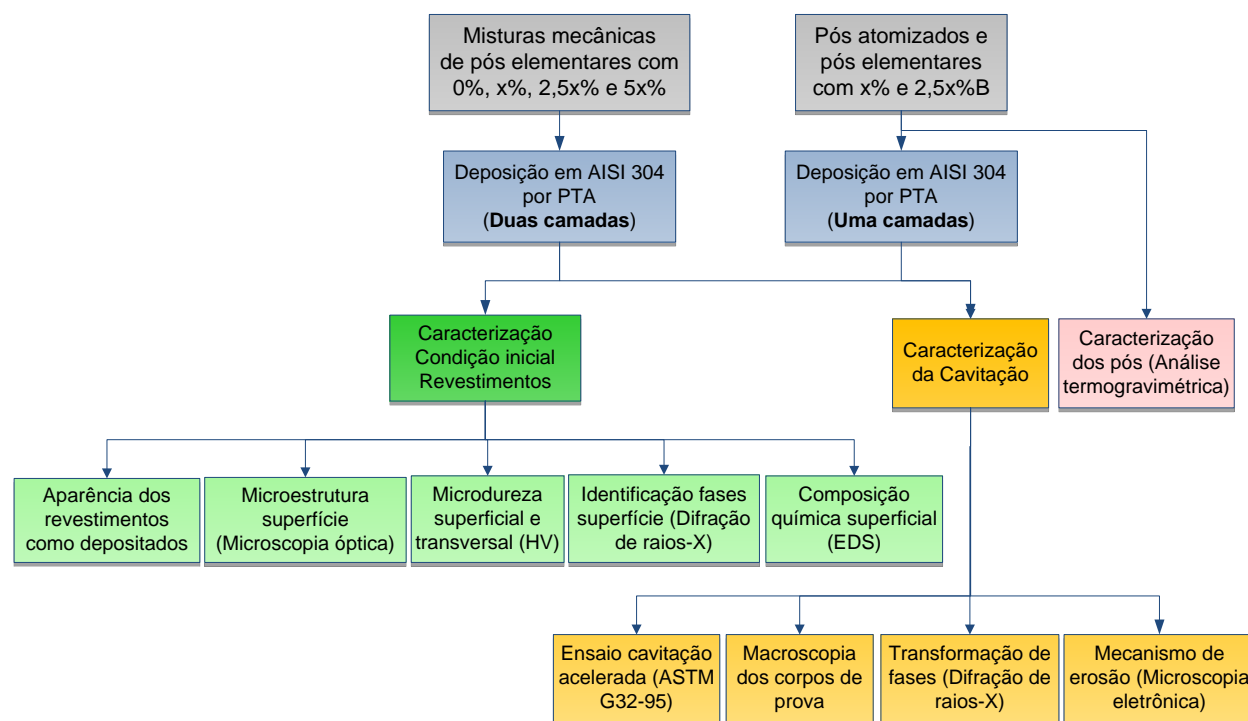 Misturas mecânicas
de pós elementares com
0%, x%, 2,5x% e 5x%
Pós atomizados e
pós elementares
com x% e 2,5x%B
Deposição em AISI 304
por PTA
(Duas camadas)
Deposição em AISI 304
por PTA
(Uma camadas)
Caracterização
Condição inicial
Revestimentos
Caracterização
da Cavitação
Caracterização
dos pós (Análise
termogravimétrica)
Aparência dos
revestimentos
como depositados
Microestrutura
superfície
(Microscopia óptica)
Microdureza
superficial e
transversal (HV)
Identificação fases
superfície (Difração
de raios-X)
Composição
química superficial
(EDS)
Ensaio cavitação
acelerada (ASTM
G32-95)
Macroscopia
dos corpos de
prova
Transformação de
fases (Difração de
raios-X)
Mecanismo de
erosão (Microscopia
eletrônica)